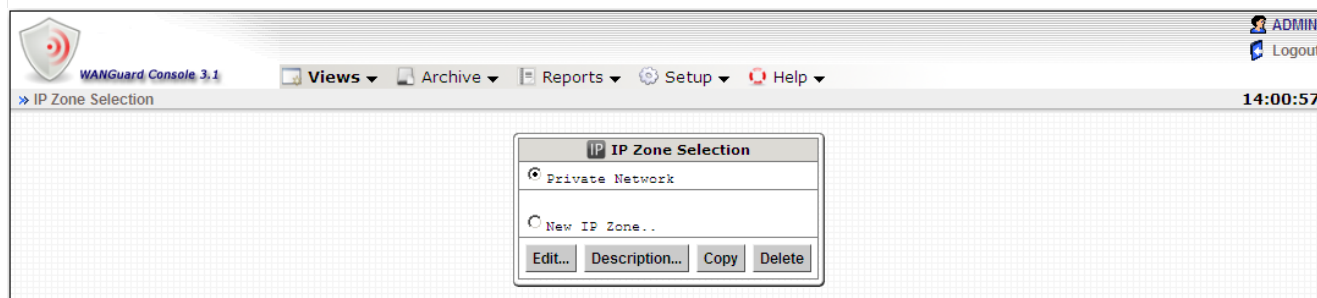 ADMIN
Logout
WANGuard Console 3.1
Views Archive Reports Setup Help
» IP Zone Selection
14:00:57
IP IP Zone Selection
Private Network
New IP Zone..
Edit... Description... Copy Delete